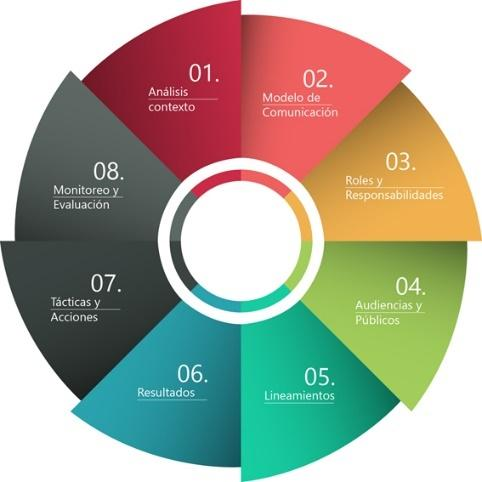 01.
Análisis
contexto
02.
Modelo de
Comunicación
03.
Roles y
Responsabilidades
04.
Audiencias y
Públicos
05.
Lineamientos
06.
Resultados
07.
Tácticas y
Acciones
08.
Monitoreo y
Evaluación